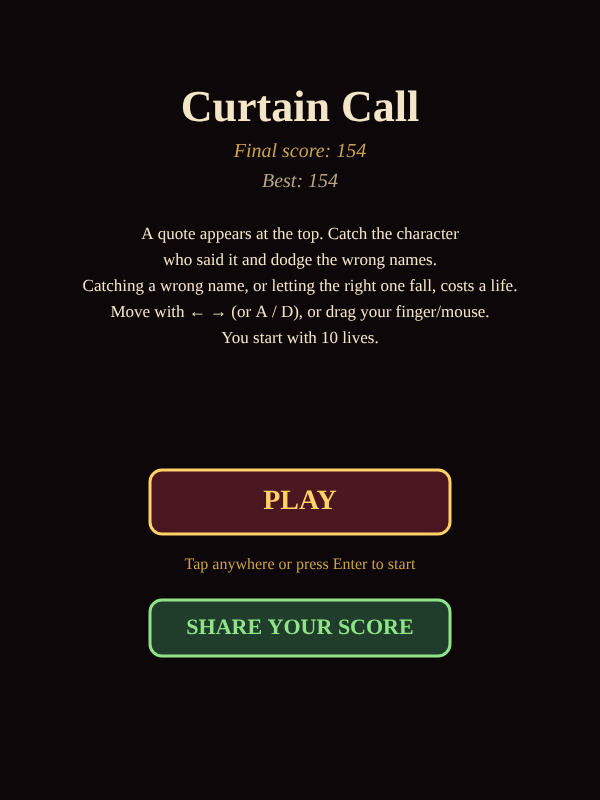 Curtain Call
Final score: 154
Best: 154
A quote appears at the top. Catch the character
who said it and dodge the wrong names.
Catching a wrong name, or letting the right one fall, costs a life.
Move with ← → (or A / D), or drag your finger/mouse.
You start with 10 lives.
PLAY
Tap anywhere or press Enter to start
SHARE YOUR SCORE